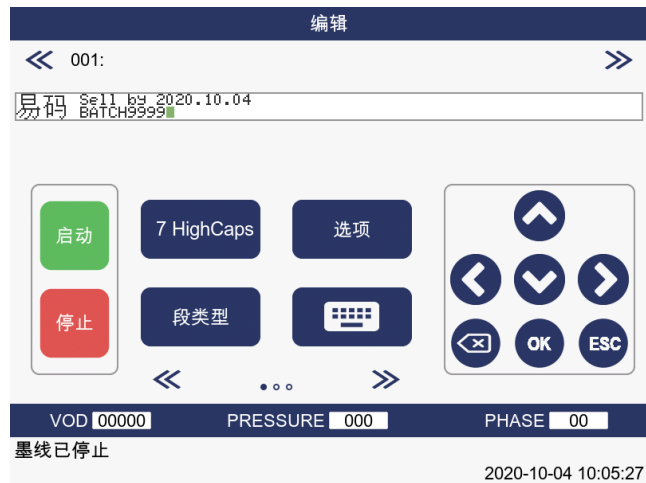 编辑
001:
易码 Sell by 2020.10.04
BATCH9999
启动
7 HighCaps
选项
停止
段类型
OK
ESC
VOD 00000 PRESSURE 000 PHASE 00
墨线已停止
2020-10-04 10:05:27